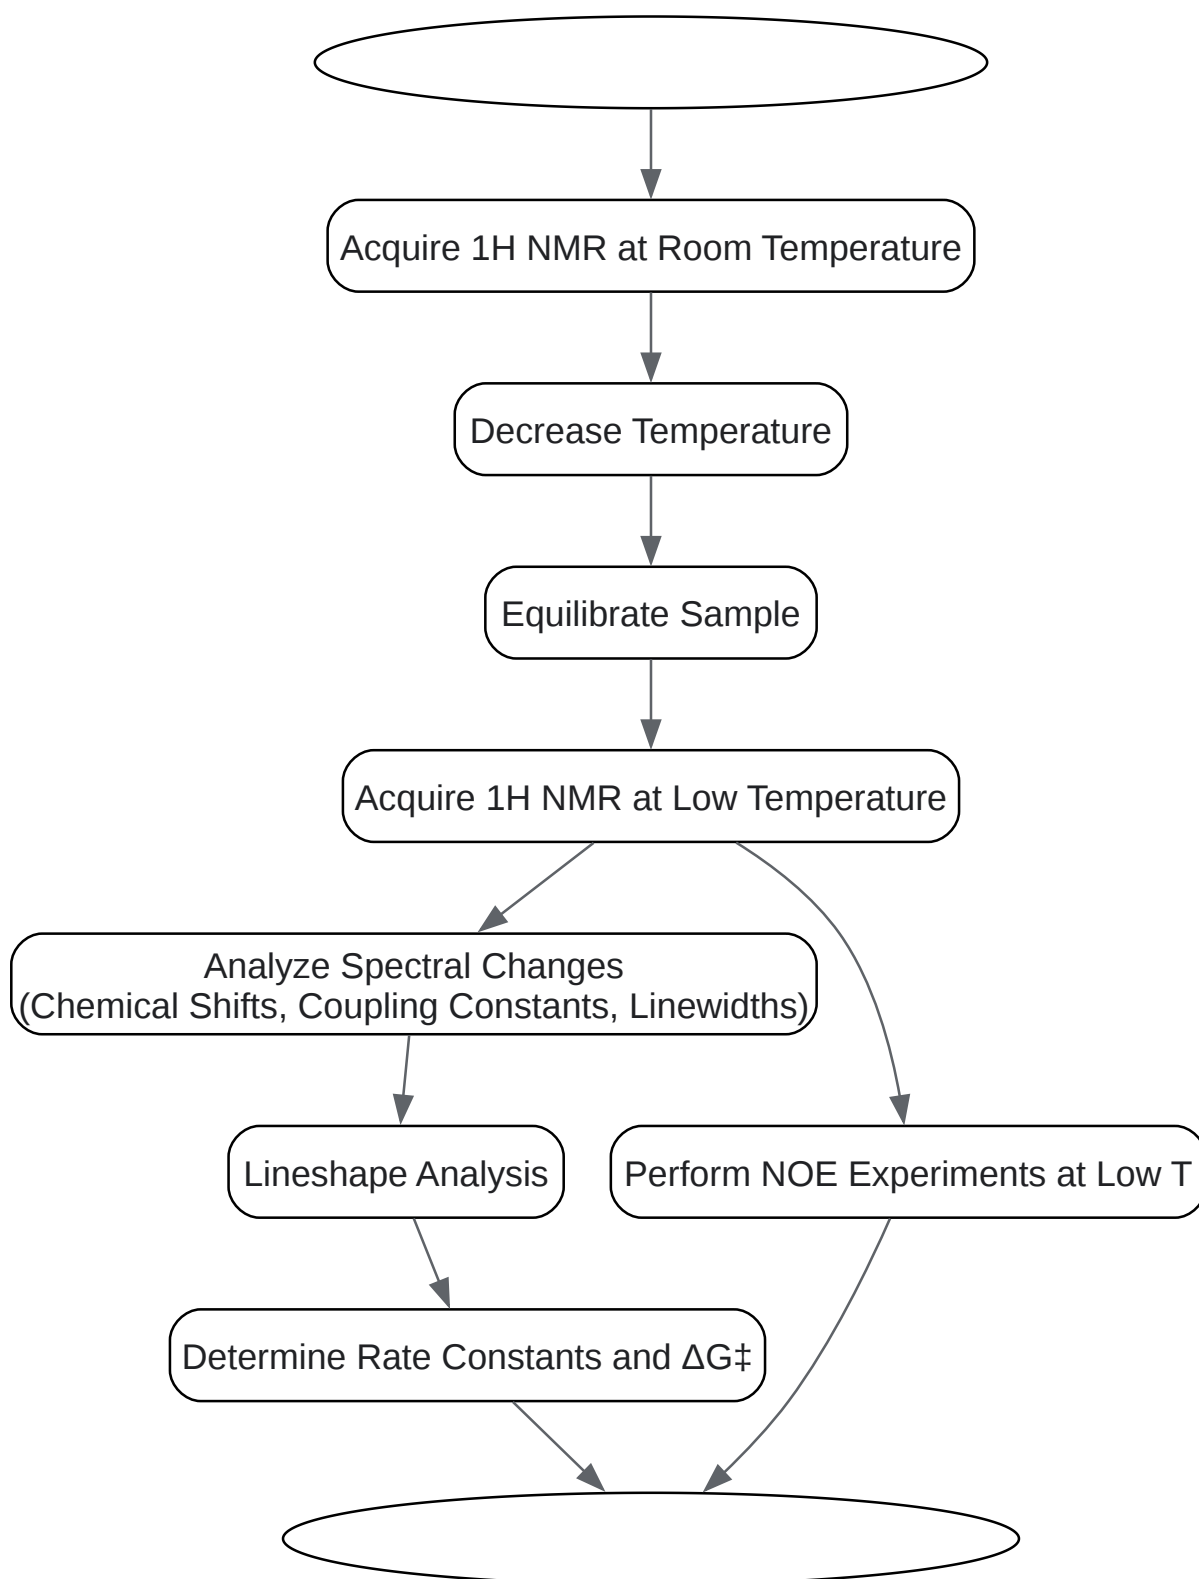 Acquire 1H NMR at Room Temperature
Decrease Temperature
Equilibrate Sample
Acquire 1H NMR at Low Temperature
Analyze Spectral Changes
(Chemical Shifts, Coupling Constants, Linewidths)
Lineshape Analysis
Perform NOE Experiments at Low T
Determine Rate Constants and ΔG‡